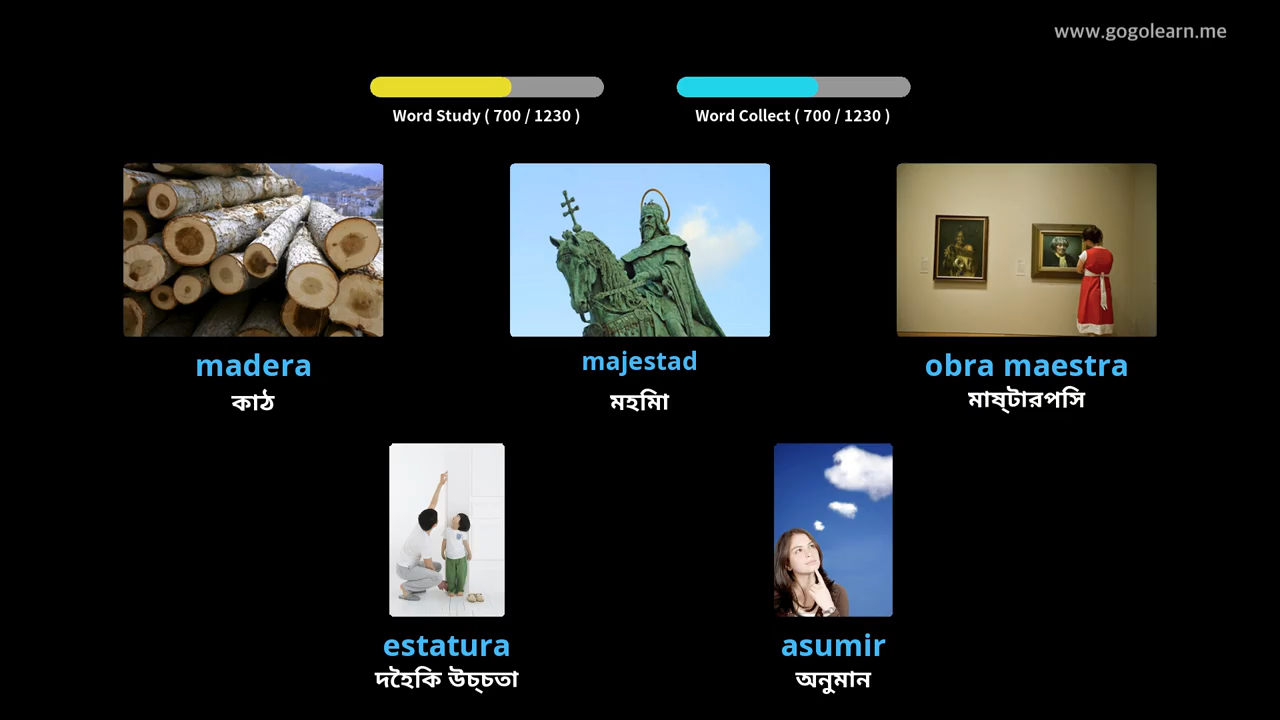 www.gogolearn.me
Word Study ( 700 / 1230 )
Word Collect ( 700 / 1230 )
madera
majestad
obra maestra
কাঠ
মহিমা
মাষ্টারপিস
estatura
asumir
দৈহিক উচ্চতা
অনুমান